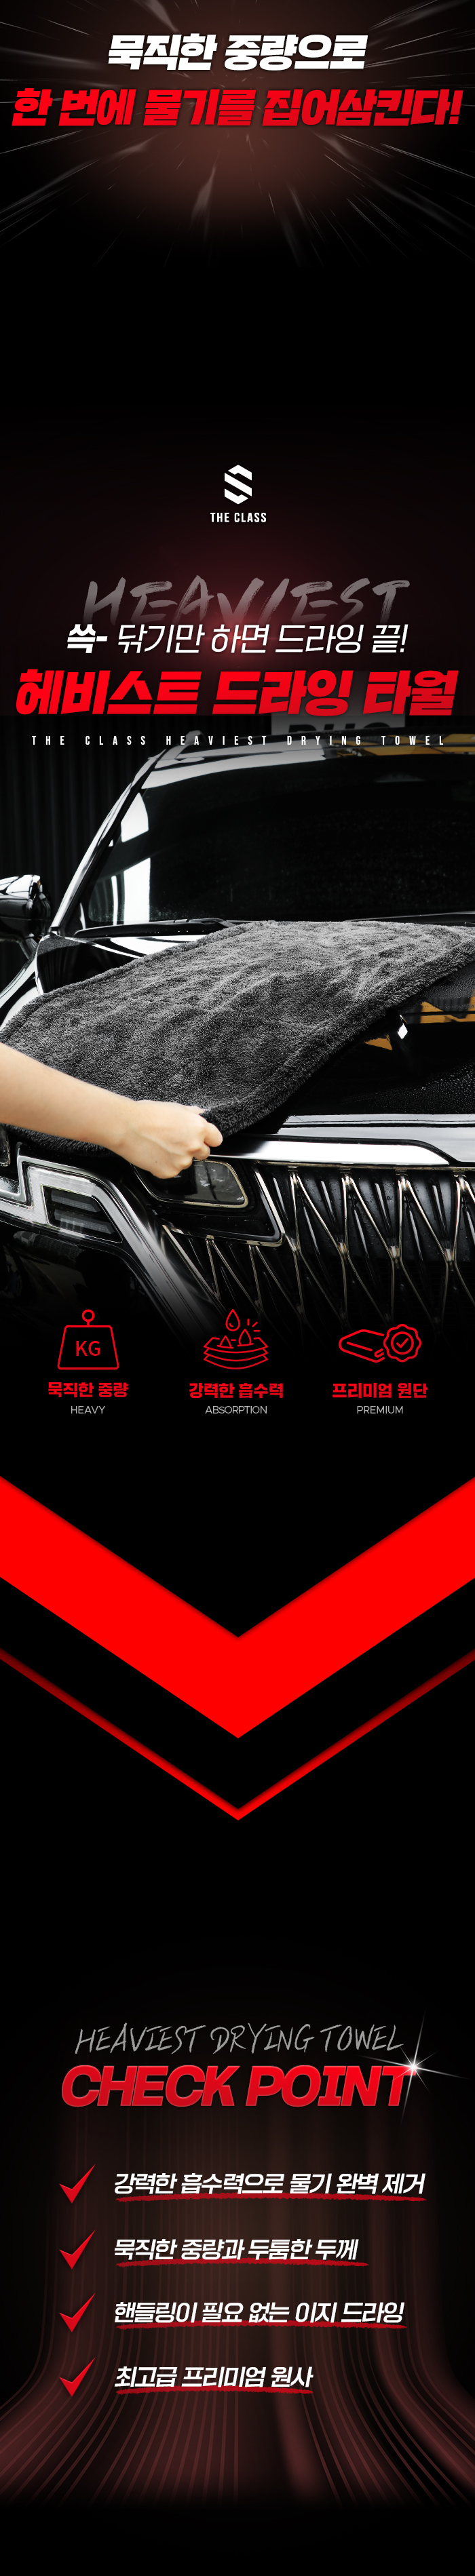 묵직한 중량으로
한 번에 물기를 집어삼킨다!
THE CLASS
HEAVIEST
쓱- 닦기만 하면 드라잉 끝!
헤비스트 드라잉 타월
THE CLASS HEAVIEST DRYING TOWEL
KG
묵직한 중량
HEAVY
강력한 흡수력
ABSORPTION
프리미엄 원단
PREMIUM
HEAVIEST DRYING TOWEL
CHECK POINT
강력한 흡수력으로 물기 완벽 제거
묵직한 중량과 두툼한 두께
핸들링이 필요 없는 이지 드라잉
최고급 프리미엄 원사